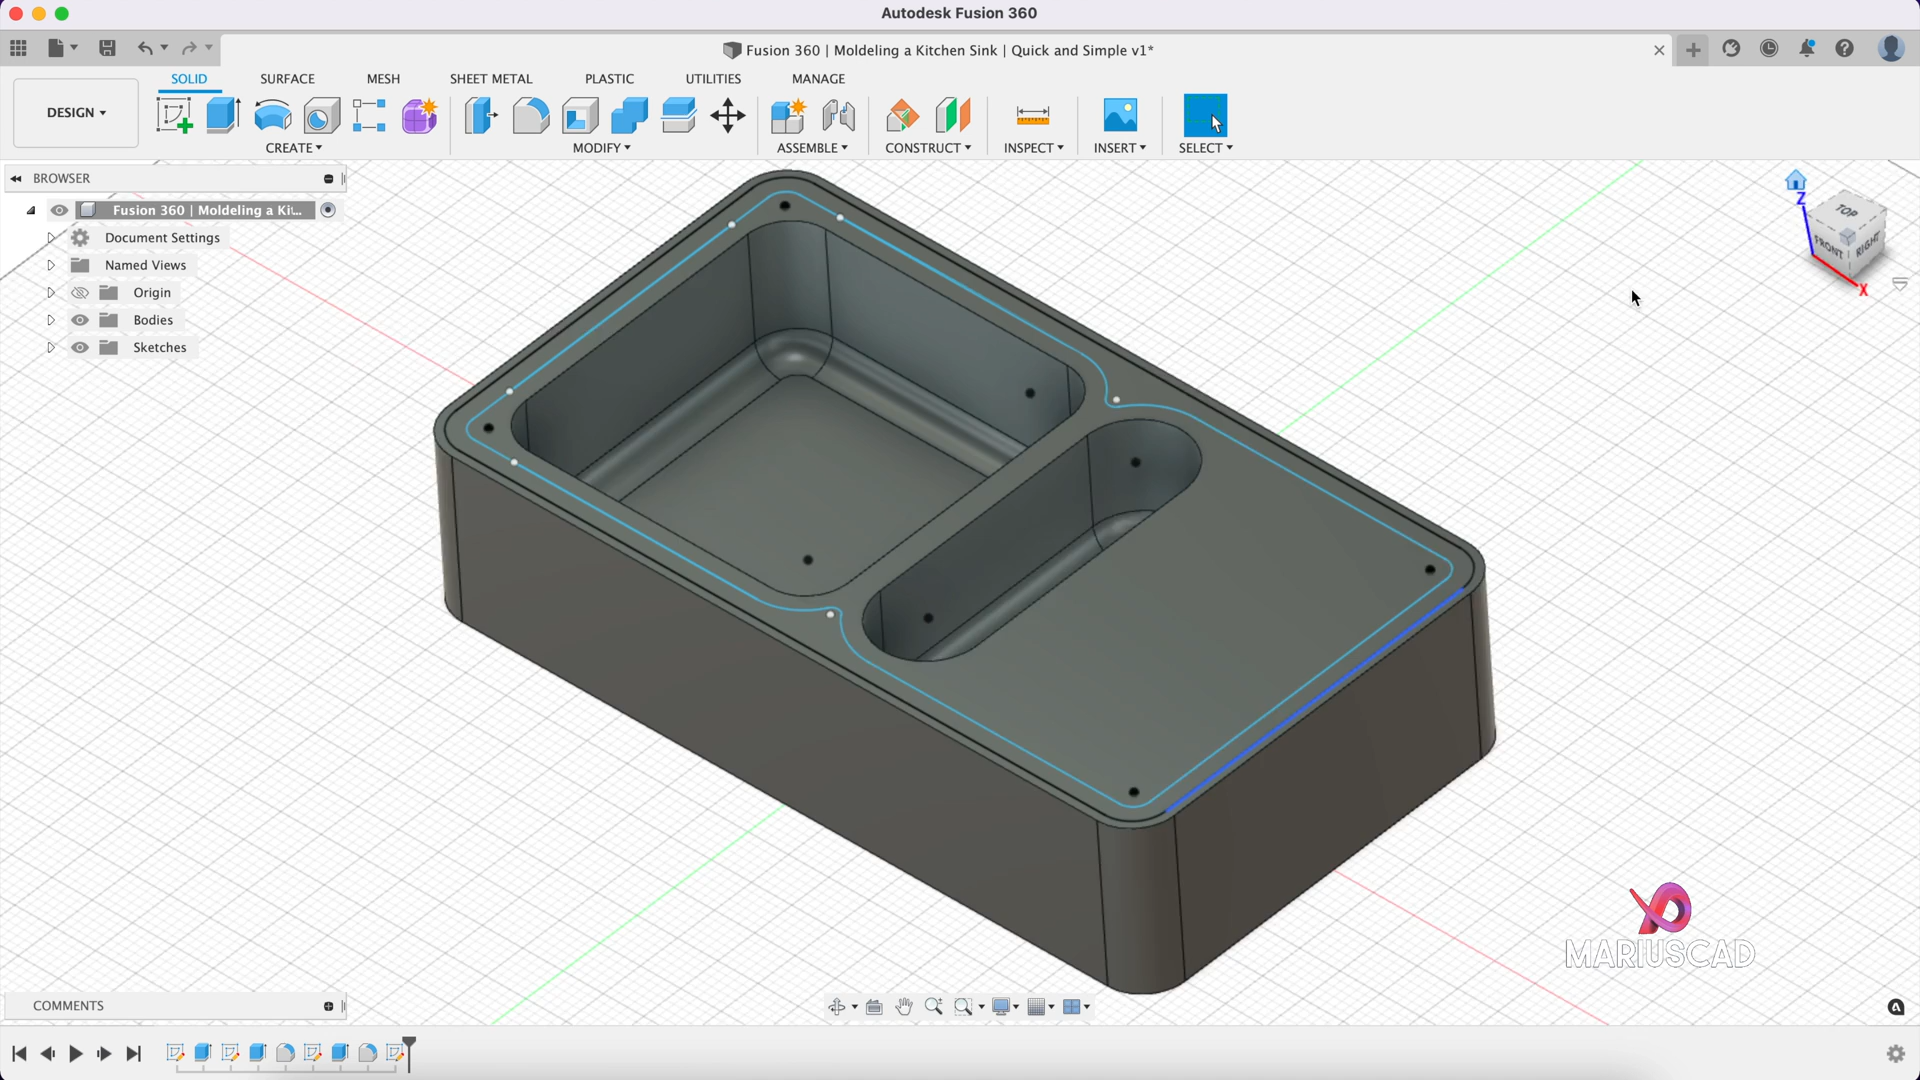 Autodesk Fusion 360
Fusion 360 | Moldeling a Kitchen Sink | Quick and Simple v1*
SOLID SURFACE MESH SHEET METAL PLASTIC UTILITIES MANAGE
DESIGN
CREATE MODIFY ASSEMBLE CONSTRUCT INSPECT INSERT SELECT
BROWSER
Fusion 360 | Moldeling a Kit...
Document Settings
Named Views
Origin
Bodies
Sketches
Z
TOP
FRONT RIGHT
X
MARIUSCAD
COMMENTS